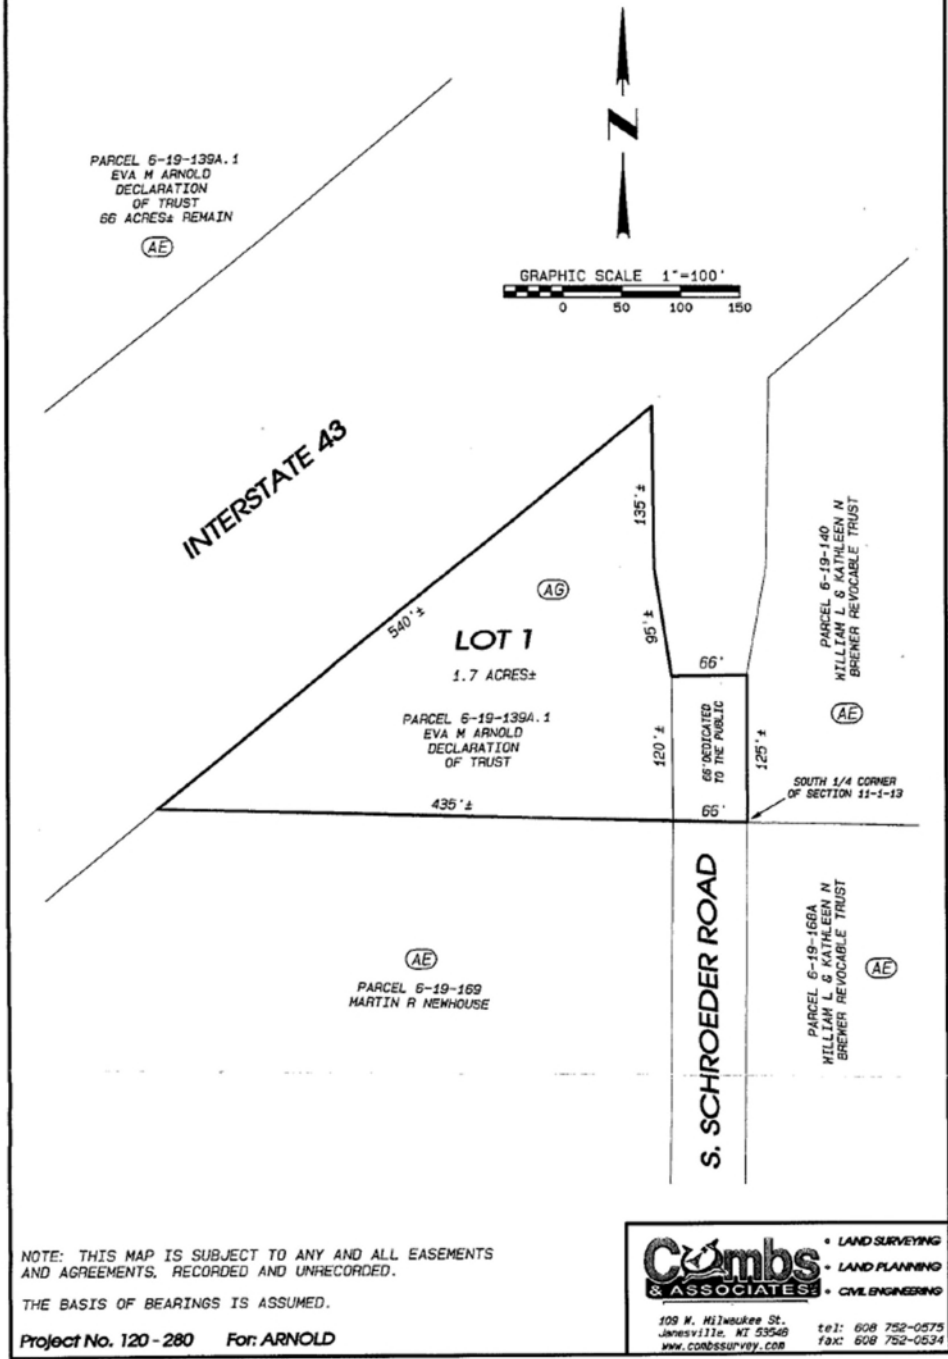 N
GRAPHIC SCALE 1"=100'
0 50 100 150
PARCEL 6-19-139A.1
EVA M ARNOLD
DECLARATION
OF TRUST
66 ACRES± REMAIN
AE
INTERSTATE 43
540'±
135'±
95'±
AG
LOT 1
1.7 ACRES±
PARCEL 6-19-139A.1
EVA M ARNOLD
DECLARATION
OF TRUST
435'±
66'
120'±
66'DEDICATED
TO THE PUBLIC
125'±
66'
PARCEL 6-19-140
WILLIAM L & KATHLEEN N
BREWER REVOCABLE TRUST
AE
SOUTH 1/4 CORNER
OF SECTION 11-1-13
AE
PARCEL 6-19-169
MARTIN R NEWHOUSE
S. SCHROEDER ROAD
PARCEL 6-19-168A
WILLIAM L & KATHLEEN N
BREWER REVOCABLE TRUST
AE
NOTE: THIS MAP IS SUBJECT TO ANY AND ALL EASEMENTS
AND AGREEMENTS, RECORDED AND UNRECORDED.
THE BASIS OF BEARINGS IS ASSUMED.
Project No. 120 - 280 For: ARNOLD
Combs
& ASSOCIATES
• LAND SURVEYING
• LAND PLANNING
• CIVIL ENGINEERING
109 W. Milwaukee St.
Janesville, WI 53548
www.combssurvey.com
tel: 608 752-0575
fax: 608 752-0534